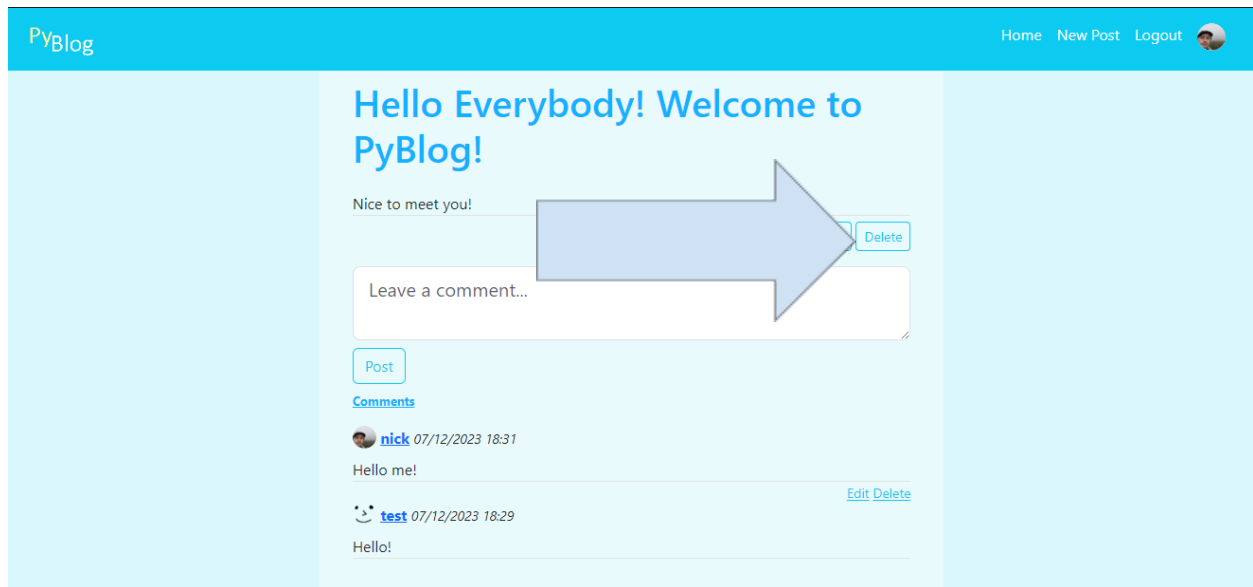 PyBlog
Home New Post Logout
Hello Everybody! Welcome to
PyBlog!
Nice to meet you!
Delete
Leave a comment...
Post
Comments
nick 07/12/2023 18:31
Hello me!
Edit Delete
test 07/12/2023 18:29
Hello!